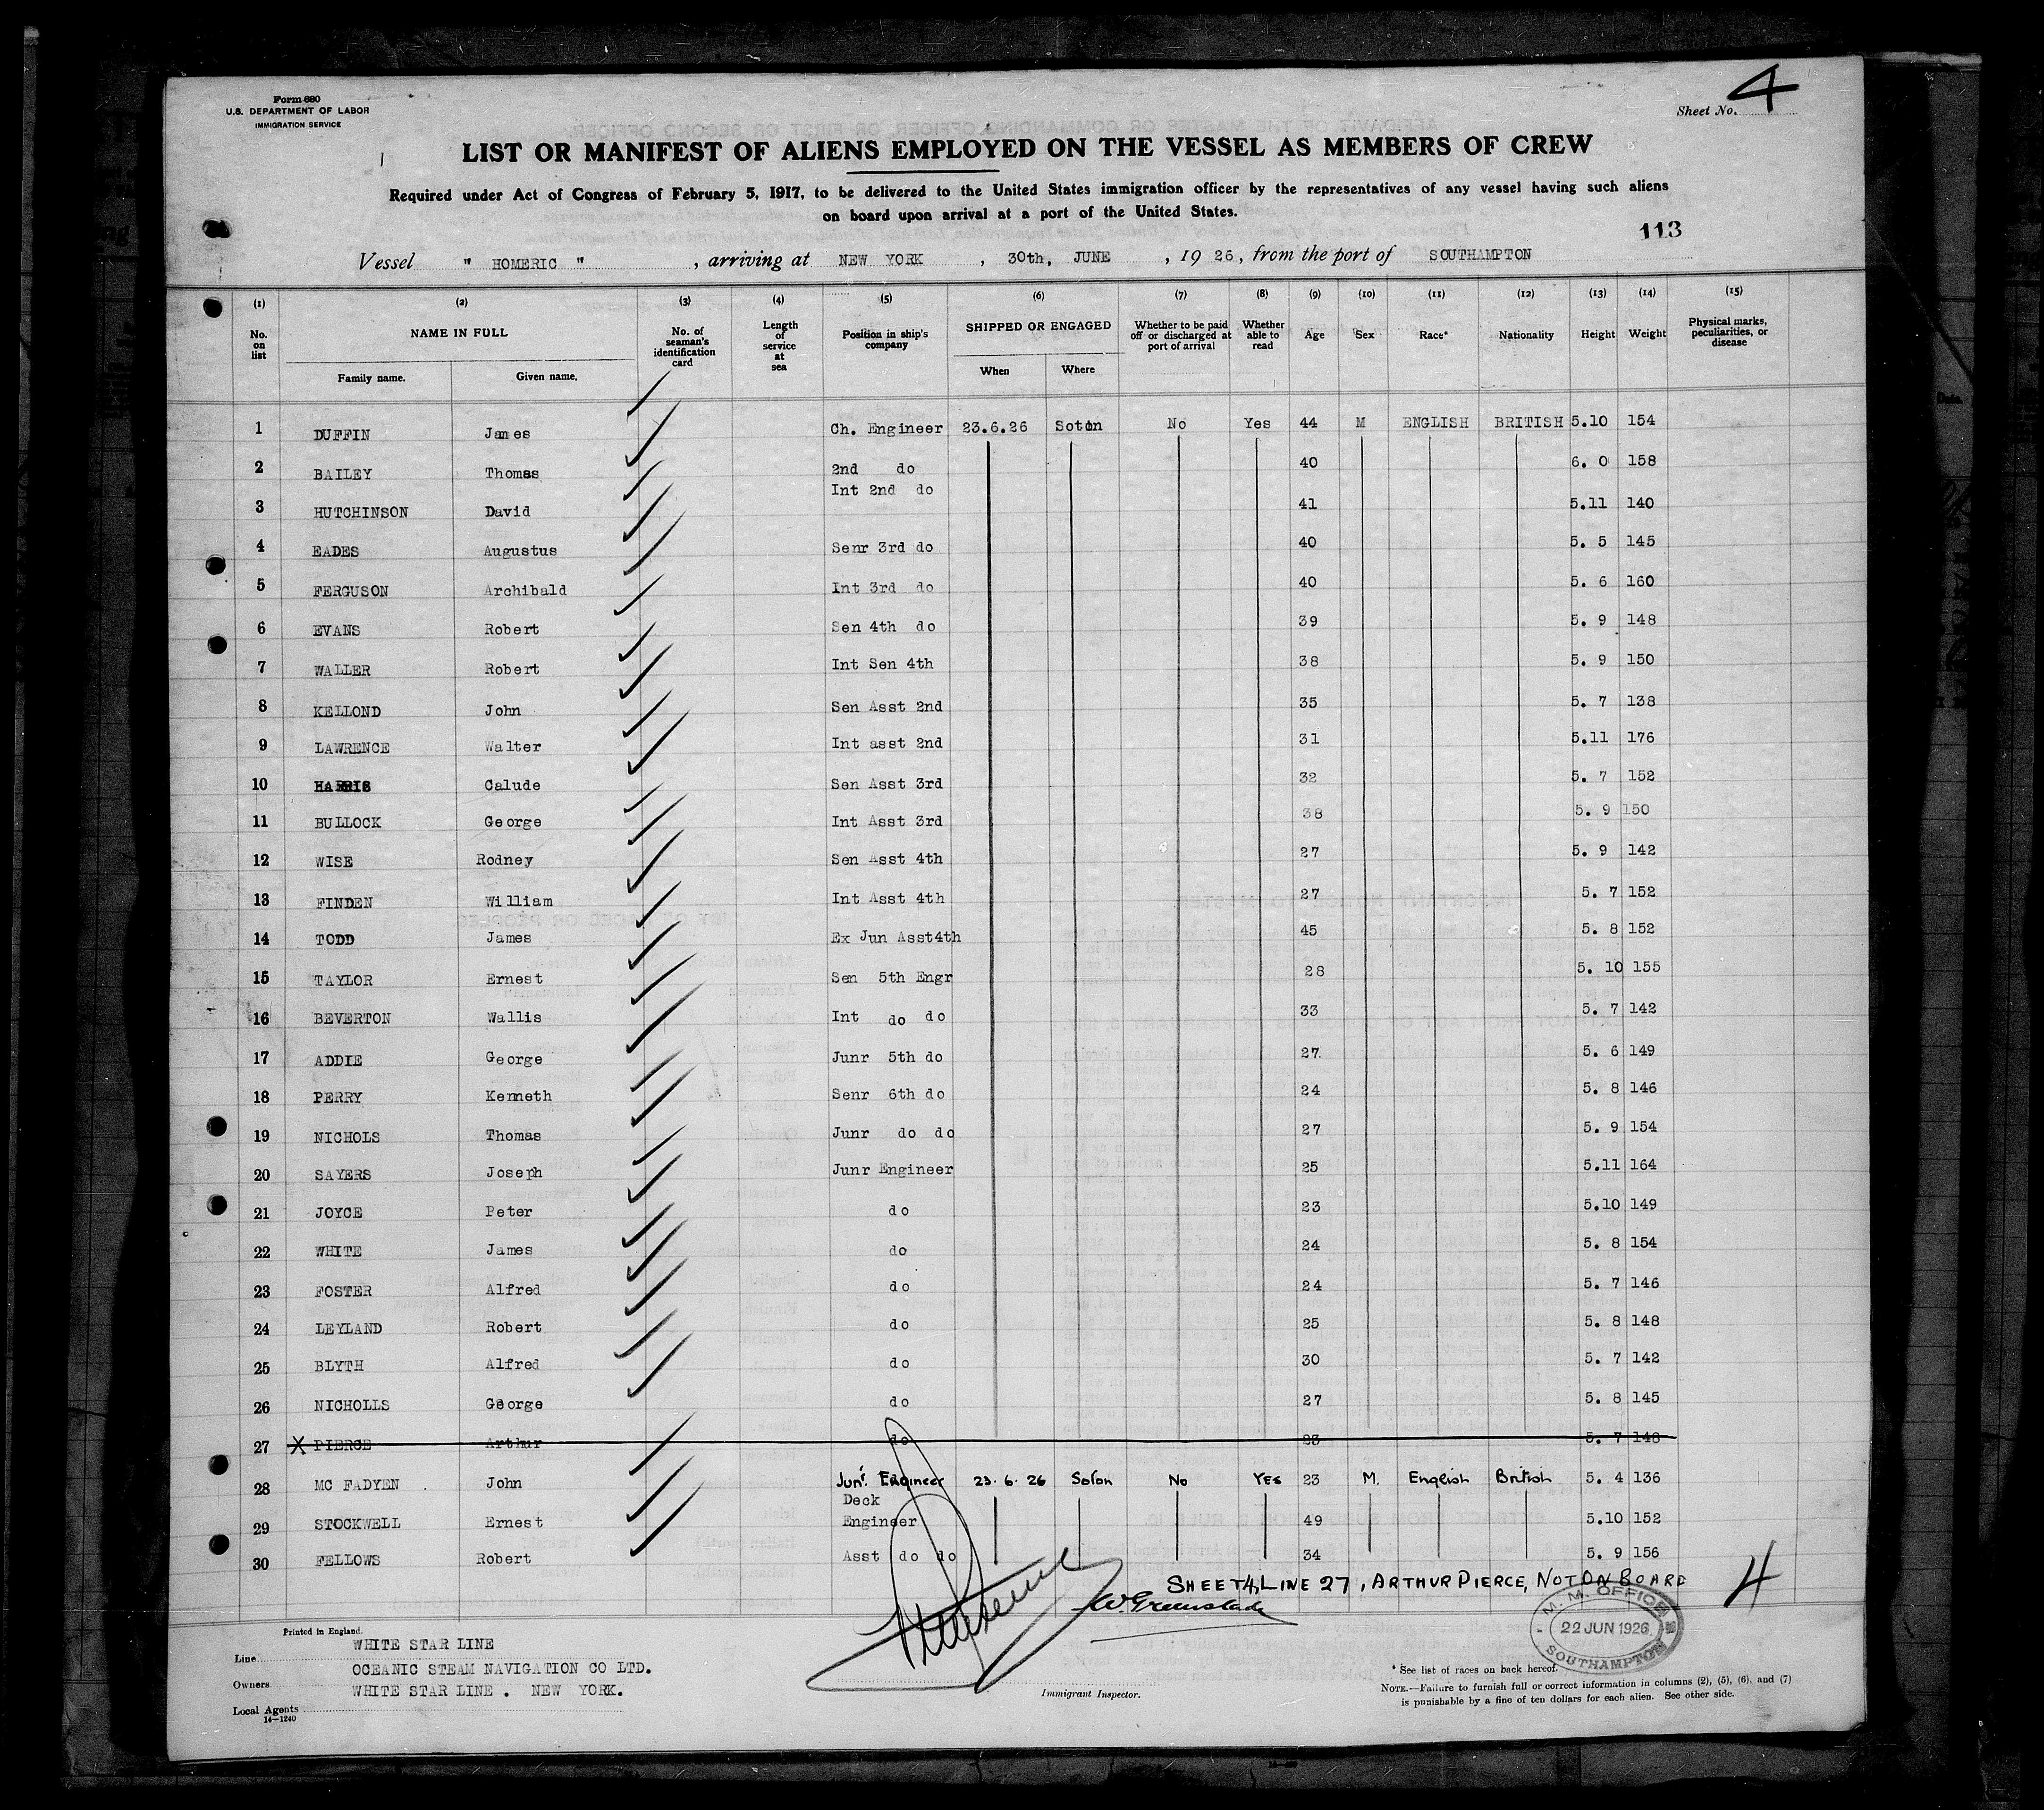 Form 680
U.S. DEPARTMENT OF LABOR
IMMIGRATION SERVICE
Sheet No. 4
LIST OR MANIFEST OF ALIENS EMPLOYED ON THE VESSEL AS MEMBERS OF CREW
Required under Act of Congress of February 5, 1917, to be delivered to the United States immigration officer by the representatives of any vessel having such aliens
on board upon arrival at a port of the United States.
113
Vessel " HOMERIC " , arriving at NEW YORK , 30th, JUNE , 19 26, from the port of SOUTHAMPTON
(1) (2) (3) (4) (5) (6) (7) (8) (9) (10) (11) (12) (13) (14) (15)
No. on list NAME IN FULL Family name. Given name. No. of seaman's identification card Length of service at sea Position in ship's company SHIPPED OR ENGAGED When Where Whether to be paid off or discharged at port of arrival Whether able to read Age Sex Race* Nationality Height Weight Physical marks, peculiarities, or disease
1 DUFFIN James Ch. Engineer 23.6.26 Soton No Yes 44 M ENGLISH BRITISH 5.10 154
2 BAILEY Thomas 2nd do 40 6. 0 158
3 HUTCHINSON David Int 2nd do 41 5.11 140
4 EADES Augustus Senr 3rd do 40 5. 5 145
5 FERGUSON Archibald Int 3rd do 40 5. 6 160
6 EVANS Robert Sen 4th do 39 5. 9 148
7 WALLER Robert Int Sen 4th 38 5. 9 150
8 KELLOND John Sen Asst 2nd 35 5. 7 138
9 LAWRENCE Walter Int asst 2nd 31 5.11 176
10 HARRIS Calude Sen Asst 3rd 32 5. 7 152
11 BULLOCK George Int Asst 3rd 38 5. 9 150
12 WISE Rodney Sen Asst 4th 27 5. 9 142
13 FINDEN William Int Asst 4th 27 5. 7 152
14 TODD James Ex Jun Asst4th 45 5. 8 152
15 TAYLOR Ernest Sen 5th Engr 28 5. 10 155
16 BEVERTON Wallis Int do do 33 5. 7 142
17 ADDIE George Junr 5th do 27 5. 6 149
18 PERRY Kenneth Senr 6th do 24 5. 8 146
19 NICHOLS Thomas Junr do do 27 5. 9 154
20 SAYERS Joseph Junr Engineer 25 5.11 164
21 JOYCE Peter do 23 5.10 149
22 WHITE James do 24 5. 8 154
23 FOSTER Alfred do 24 5. 7 146
24 LEYLAND Robert do 25 5. 8 148
25 BLYTH Alfred do 30 5. 7 142
26 NICHOLLS George do 27 5. 8 145
27 X PIERCE Arthur do 23 5. 7 148
28 MC FADYEN John Junr. Engineer 23.6.26 Soton No Yes 23 M. English British 5. 4 136
29 STOCKWELL Ernest Deck Engineer 49 5.10 152
30 FELLOWS Robert Asst do do 34 5. 9 156
SHEET 4, LINE 27, ARTHUR PIERCE, NOT ON BOARD
4
M. M. OFFICE
22 JUN 1926
SOUTHAMPTON
Printed in England.
Line WHITE STAR LINE
Owners OCEANIC STEAM NAVIGATION CO LTD.
Local Agents WHITE STAR LINE . NEW YORK.
14—1240
Immigrant Inspector.
* See list of races on back hereof.
NOTE.—Failure to furnish full or correct information in columns (2), (5), (6), and (7)
is punishable by a fine of ten dollars for each alien. See other side.